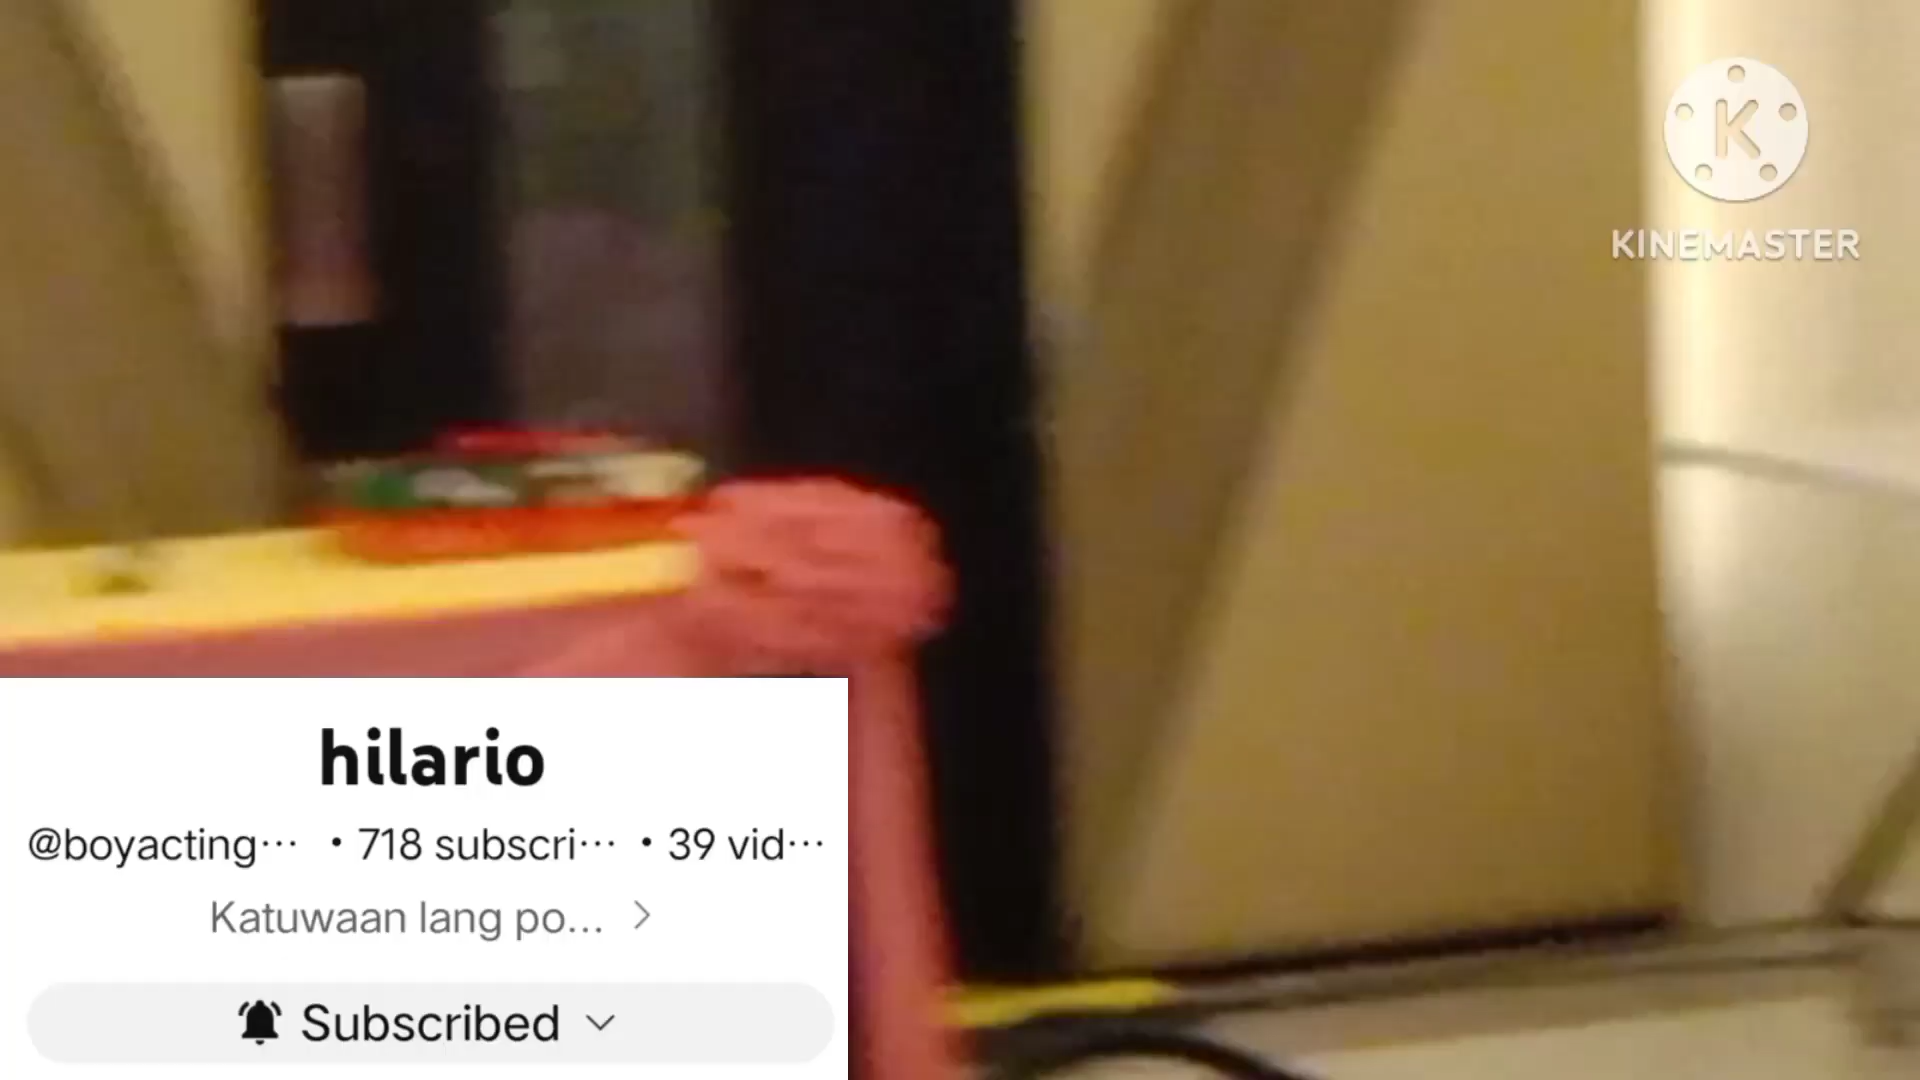 K
KINEMASTER
hilario
@boyacting… • 718 subscri… • 39 vid…
Katuwaan lang po...
Subscribed